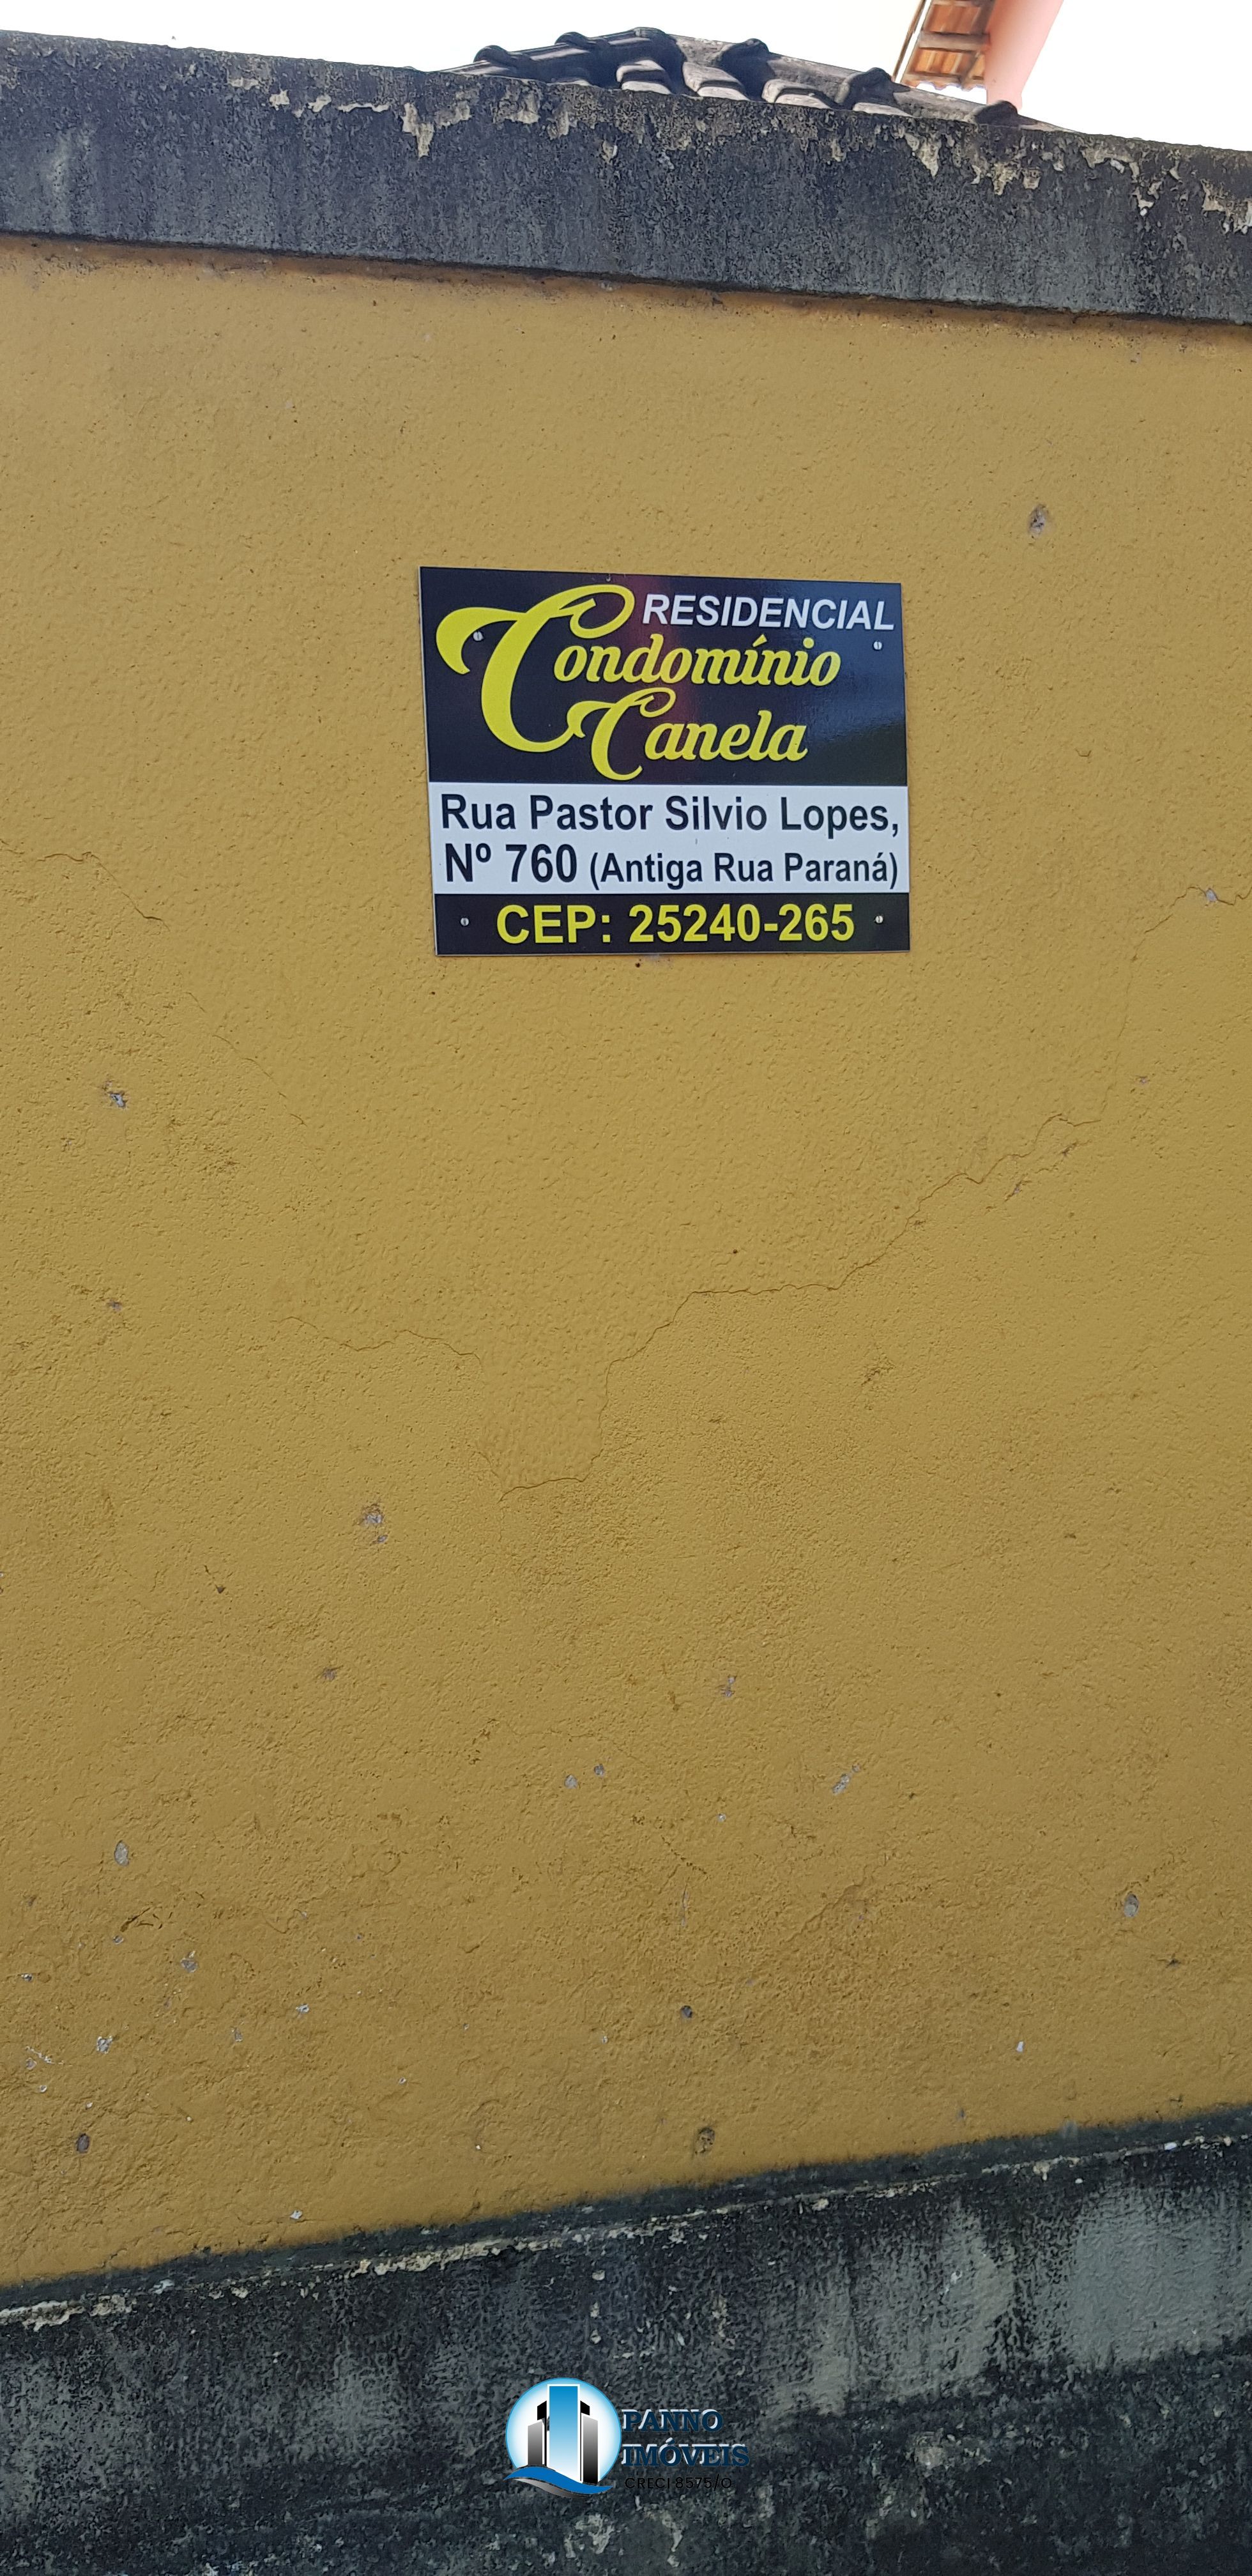 RESIDENCIAL
Condomínio
Canela
Rua Pastor Silvio Lopes,
Nº 760 (Antiga Rua Paraná)
CEP: 25240-265
PANNO
IMÓVEIS
CRECI 8575/O